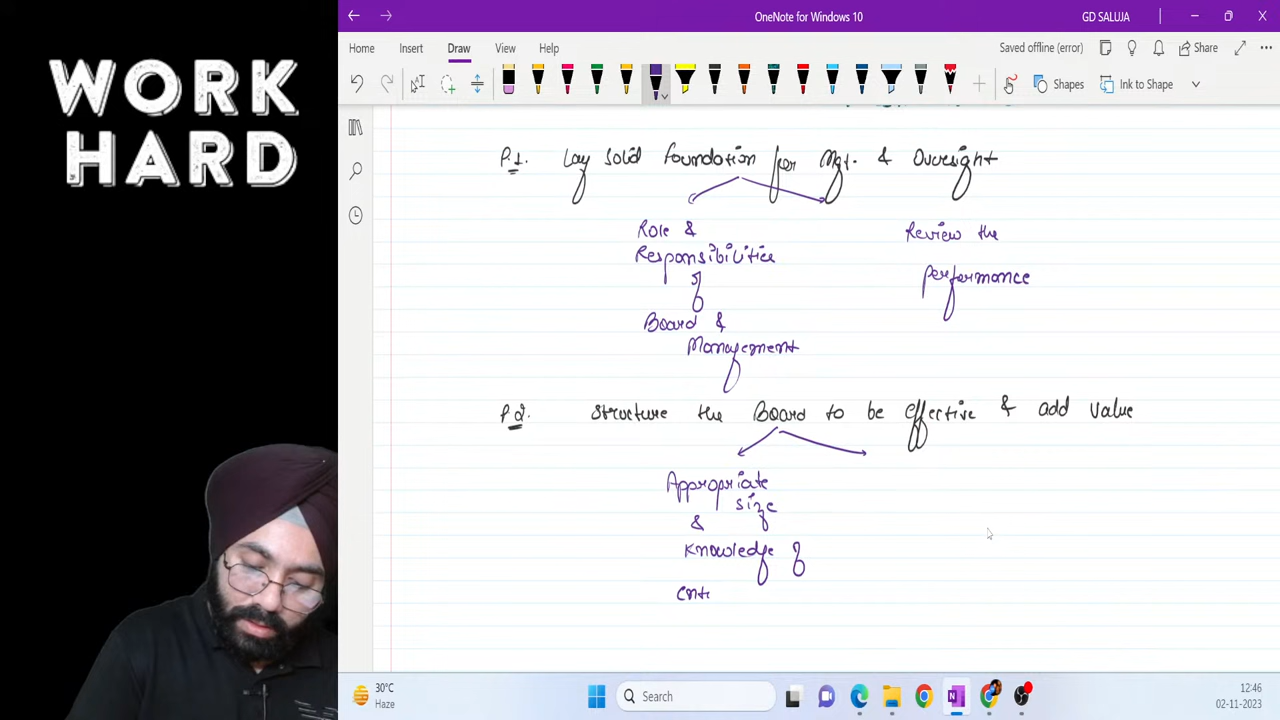 WORK
HARD
OneNote for Windows 10
GD SALUJA
Home
Insert
Draw
View
Help
Saved offline (error)
Share
Shapes
Ink to Shape
P.1. Lay Solid Foundation for Mgt. & Oversight
Role &
Responsibilities
of
Board &
Management
Review the
Performance
P2. Structure the Board to be effective & add value
Appropriate
size
&
Knowledge of
enti
30°C
Haze
Search
12:46
02-11-2023